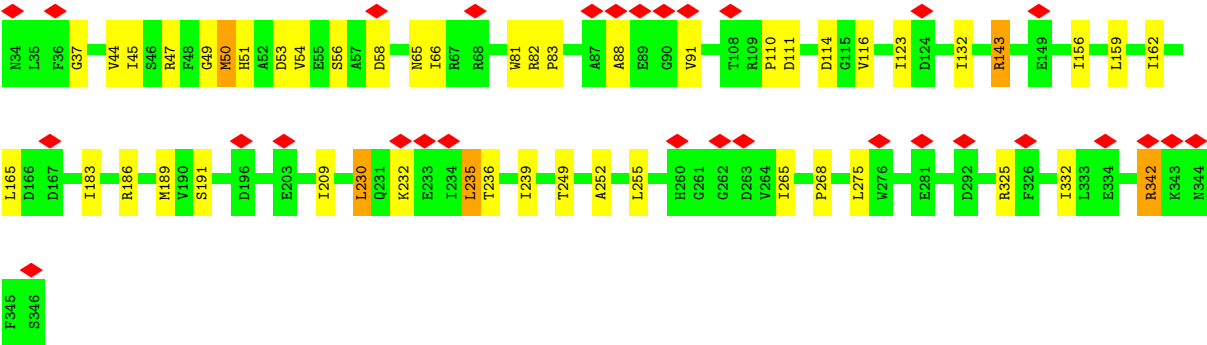 N34 L35 F36 G37 V44 I45 S46 R47 F48 G49 M50 H51 A52 D53 V54 E55 S56 A57 D58 N65 I66 R67 R68 W81 R82 P83 A87 A88 E89 G90 V91 T108 R109 P110 D111 D114 G115 V116 I123 D124 I132 R143 E149 I156 L159 I162
L165 D166 D167 I183 R186 M189 V190 S191 D196 E203 I209 L230 Q231 K232 E233 I234 L235 T236 I239 T249 A252 L255 H260 G261 G262 D263 V264 I265 P268 L275 W276 E281 D292 R325 F326 I332 L333 E334 R342 K343 N344
F345 S346